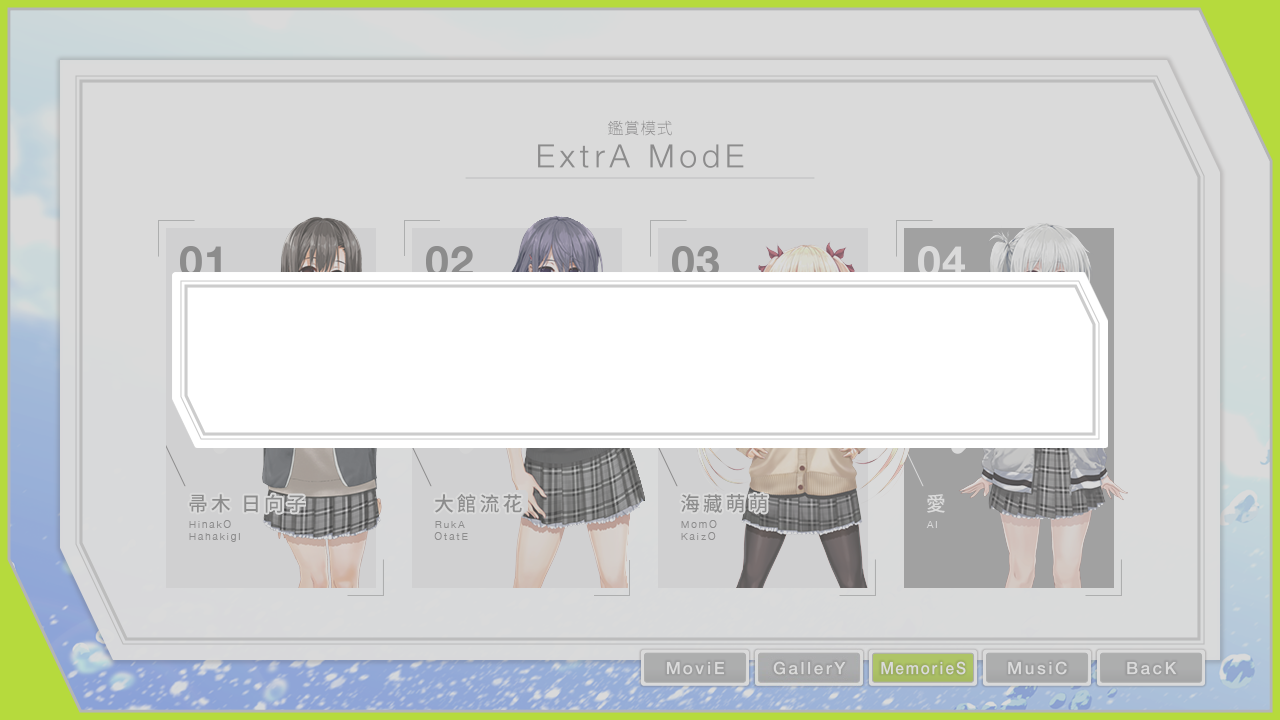 鑑賞模式
ExtrA ModE
01
02
03
04
帚木 日向子
HinakO
HahakigI
大館流花
RukA
OtatE
海藏萌萌
MomO
KaizO
愛
AI
MoviE
GallerY
MemorieS
MusiC
BacK